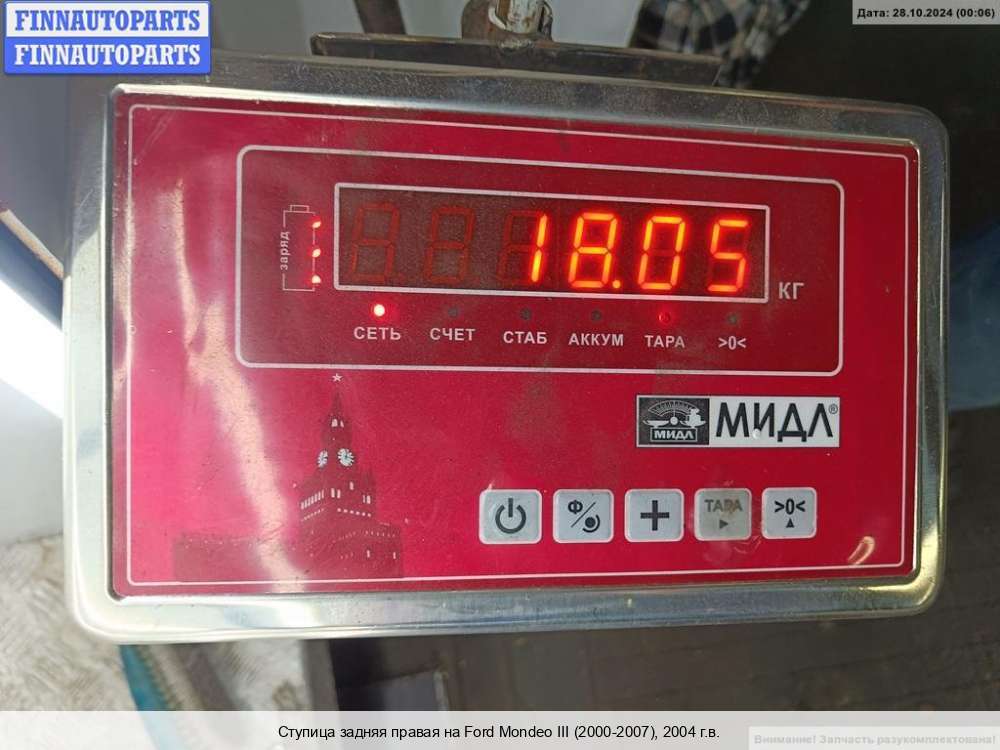 FINNAUTOPARTS
FINNAUTOPARTS
Дата: 28.10.2024 (00:06)
заряд
18.05
КГ
СЕТЬ СЧЕТ СТАБ АККУМ ТАРА >0<
МИДЛ МИДЛ®
Ф/ + ТАРА >0<
Ступица задняя правая на Ford Mondeo III (2000-2007), 2004 г.в.
Внимание! Запчасть разукомплектована!